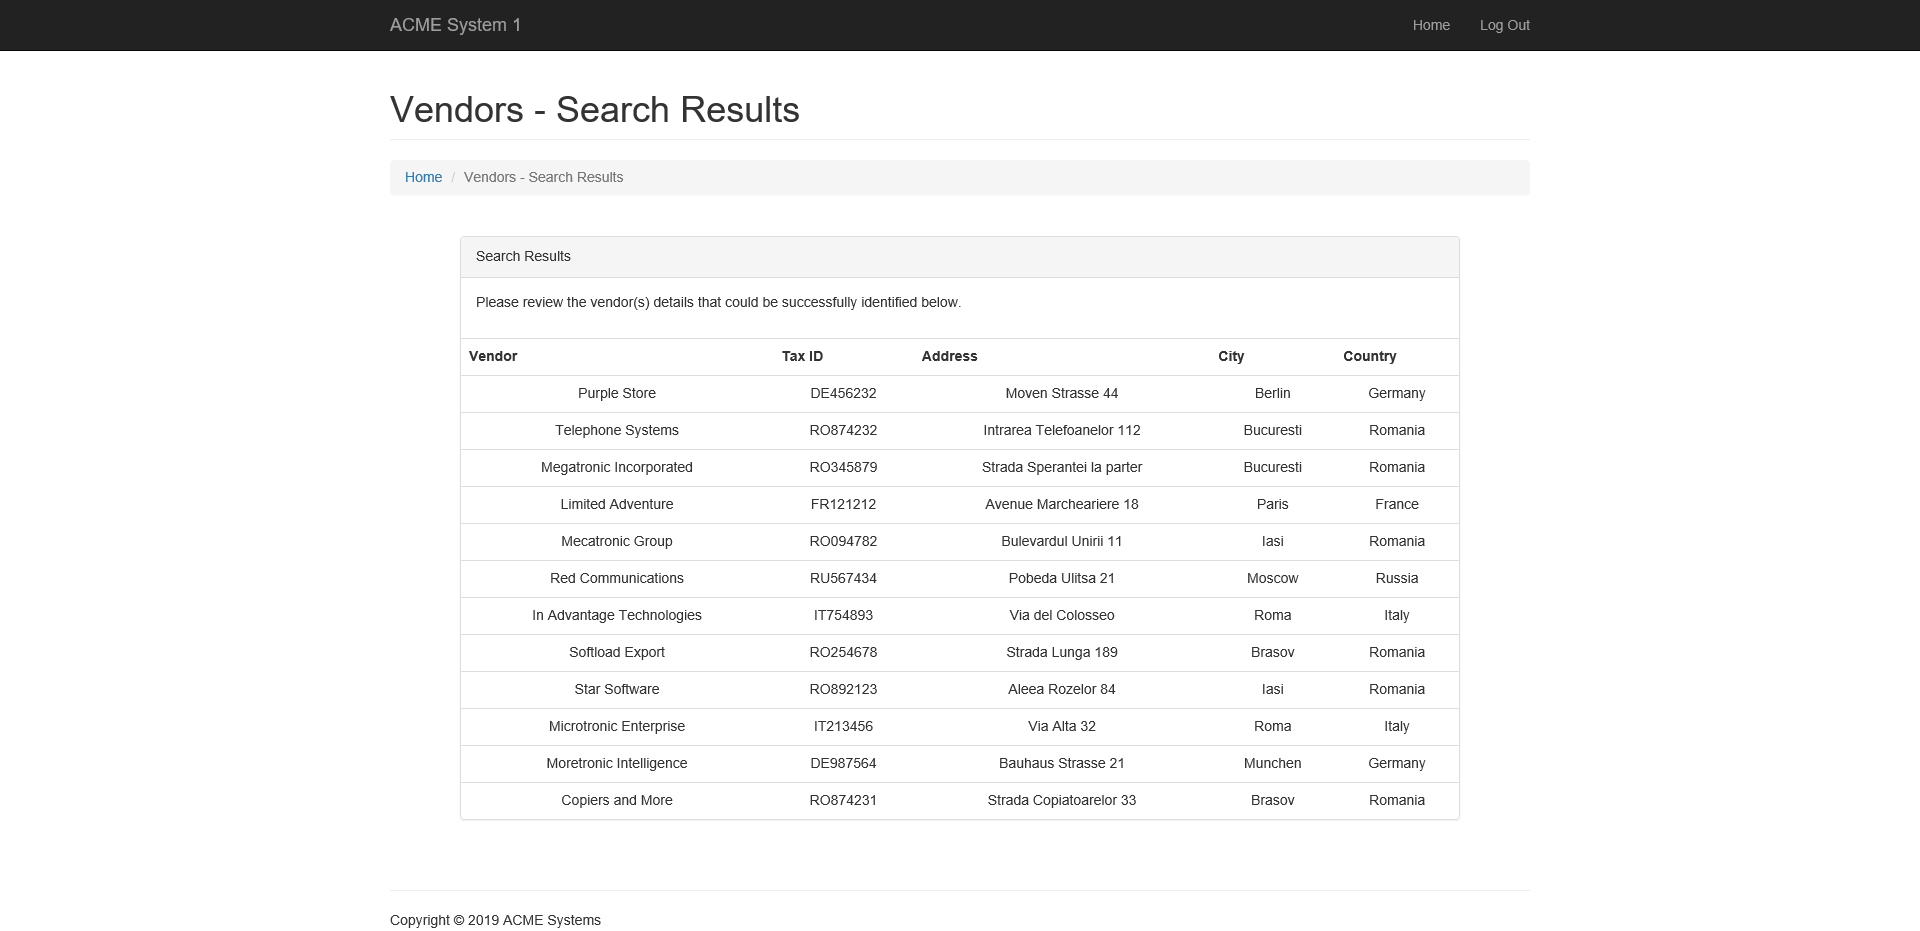 ACME System 1 Home Log Out
Vendors - Search Results
Home / Vendors - Search Results
Search Results
Please review the vendor(s) details that could be successfully identified below.
Vendor Tax ID Address City Country
Purple Store DE456232 Moven Strasse 44 Berlin Germany
Telephone Systems RO874232 Intrarea Telefoanelor 112 Bucuresti Romania
Megatronic Incorporated RO345879 Strada Sperantei la parter Bucuresti Romania
Limited Adventure FR121212 Avenue Marcheariere 18 Paris France
Mecatronic Group RO094782 Bulevardul Unirii 11 Iasi Romania
Red Communications RU567434 Pobeda Ulitsa 21 Moscow Russia
In Advantage Technologies IT754893 Via del Colosseo Roma Italy
Softload Export RO254678 Strada Lunga 189 Brasov Romania
Star Software RO892123 Aleea Rozelor 84 Iasi Romania
Microtronic Enterprise IT213456 Via Alta 32 Roma Italy
Moretronic Intelligence DE987564 Bauhaus Strasse 21 Munchen Germany
Copiers and More RO874231 Strada Copiatoarelor 33 Brasov Romania
Copyright © 2019 ACME Systems